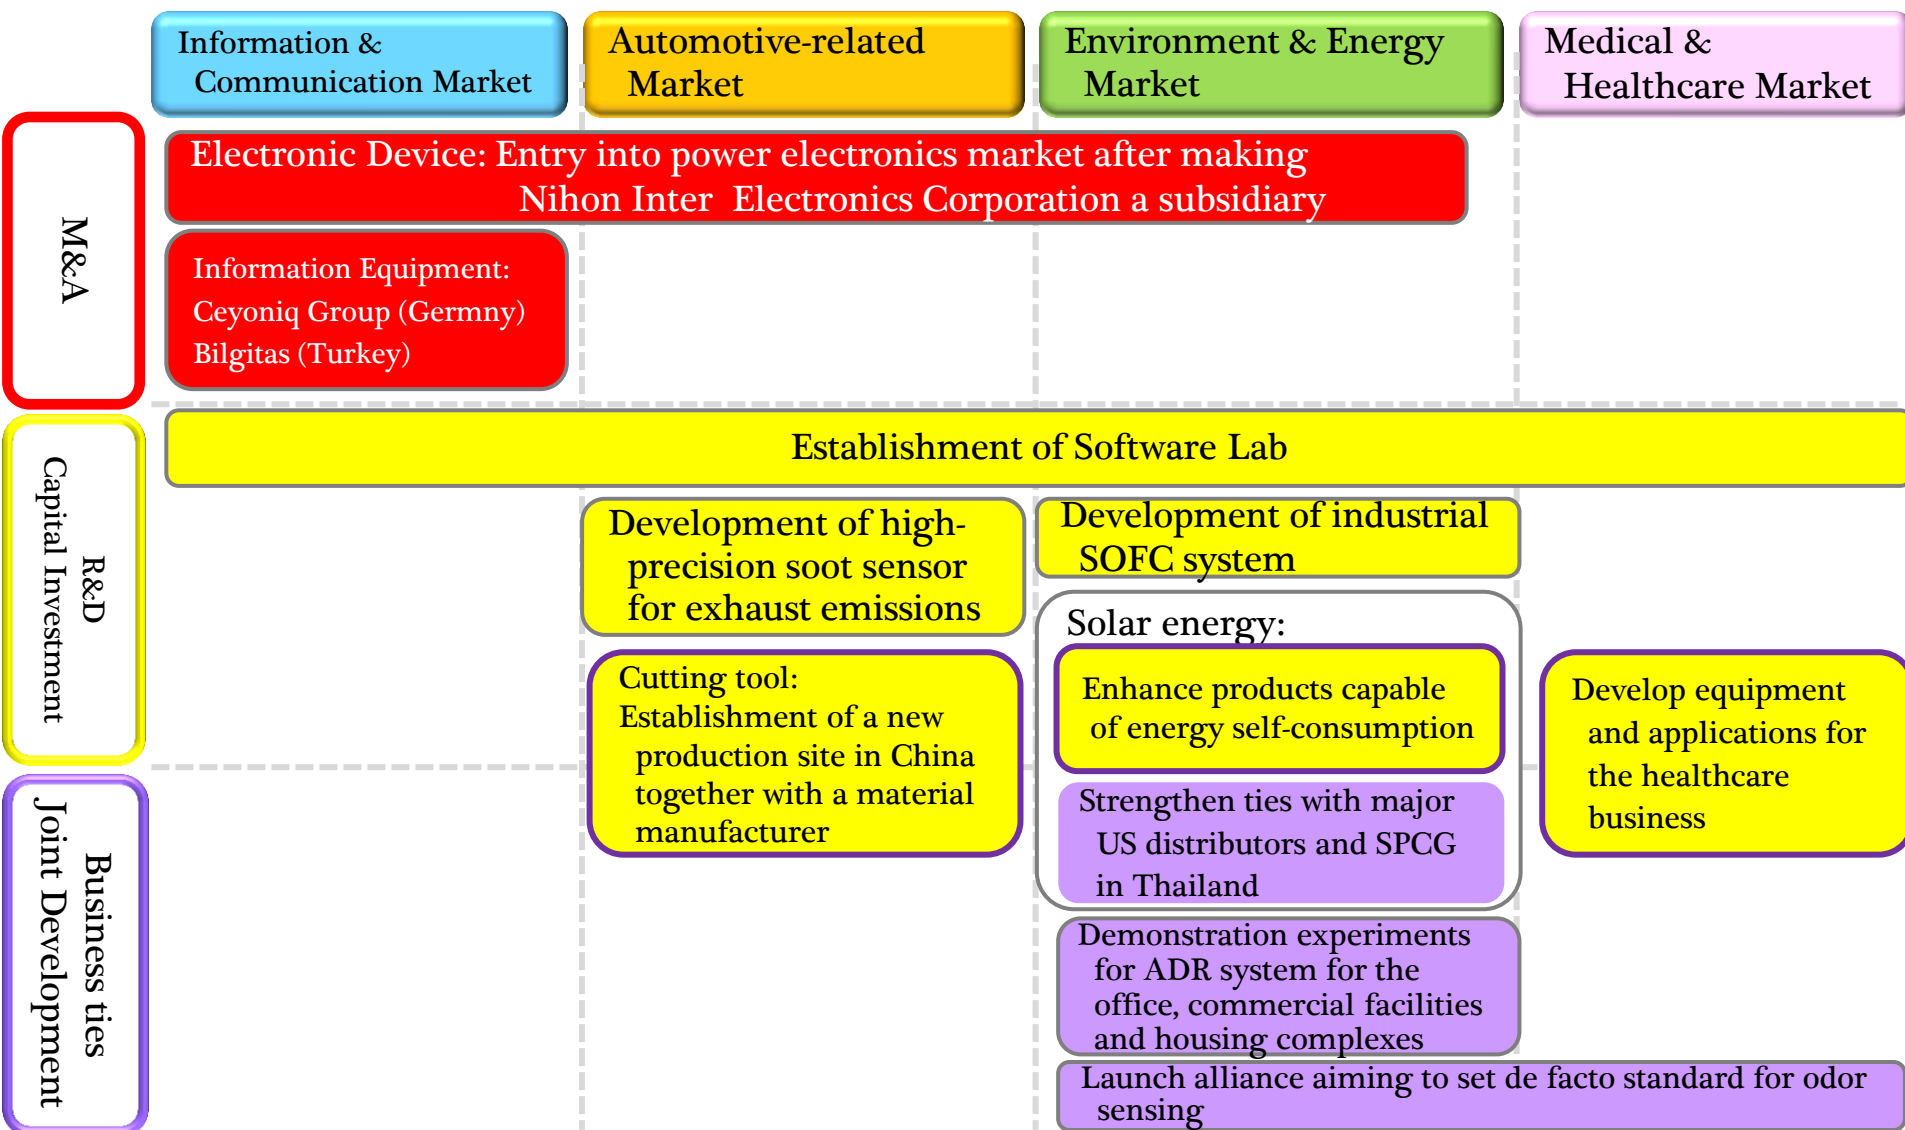 Information &
Communication Market
Automotive-related
Market
Environment & Energy
Market
Medical &
Healthcare Market
M&A
Electronic Device: Entry into power electronics market after making
Nihon Inter Electronics Corporation a subsidiary
Information Equipment:
Ceyoniq Group (Germny)
Bilgitas (Turkey)
R&D
Capital Investment
Establishment of Software Lab
Development of high-
precision soot sensor
for exhaust emissions
Development of industrial
SOFC system
Cutting tool:
Establishment of a new
production site in China
together with a material
manufacturer
Solar energy:
Enhance products capable
of energy self-consumption
Strengthen ties with major
US distributors and SPCG
in Thailand
Develop equipment
and applications for
the healthcare
business
Business ties
Joint Development
Demonstration experiments
for ADR system for the
office, commercial facilities
and housing complexes
Launch alliance aiming to set de facto standard for odor
sensing